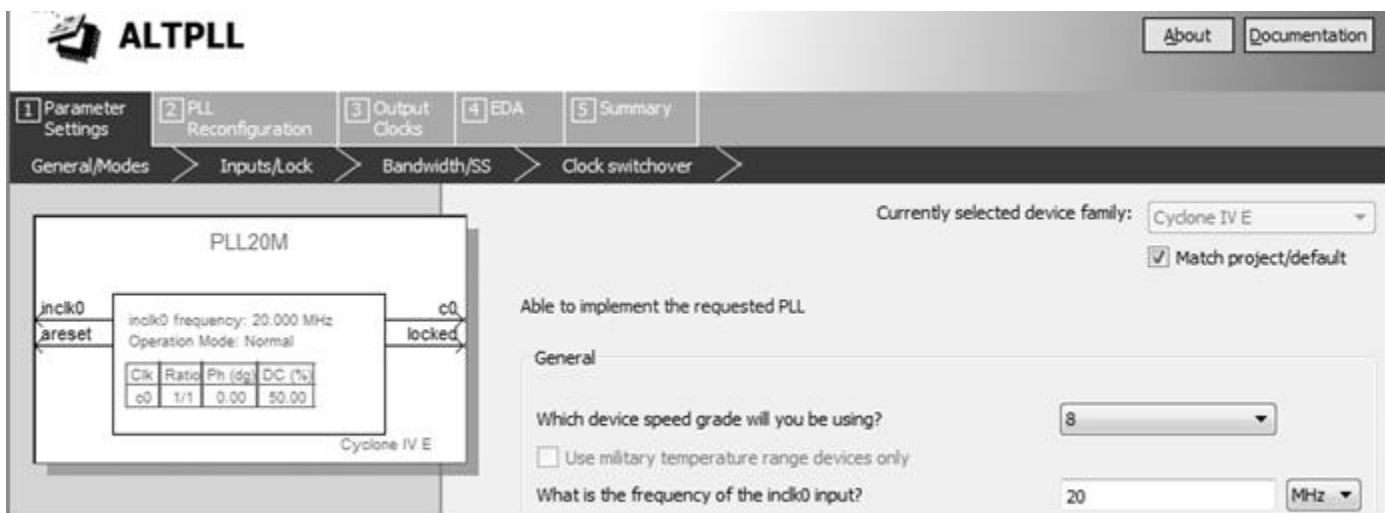 ALTPLL
About
Documentation
1 Parameter Settings
2 PLL Reconfiguration
3 Output Clocks
4 EDA
5 Summary
General/Modes
Inputs/Lock
Bandwidth/SS
Clock switchover
Currently selected device family:
Cyclone IV E
Match project/default
PLL20M
inclk0
areset
c0
locked
inclk0 frequency: 20.000 MHz
Operation Mode: Normal
Clk Ratio Ph (dg) DC (%)
c0 1/1 0.00 50.00
Cyclone IV E
Able to implement the requested PLL
General
Which device speed grade will you be using?
8
Use military temperature range devices only
What is the frequency of the inclk0 input?
20
MHz